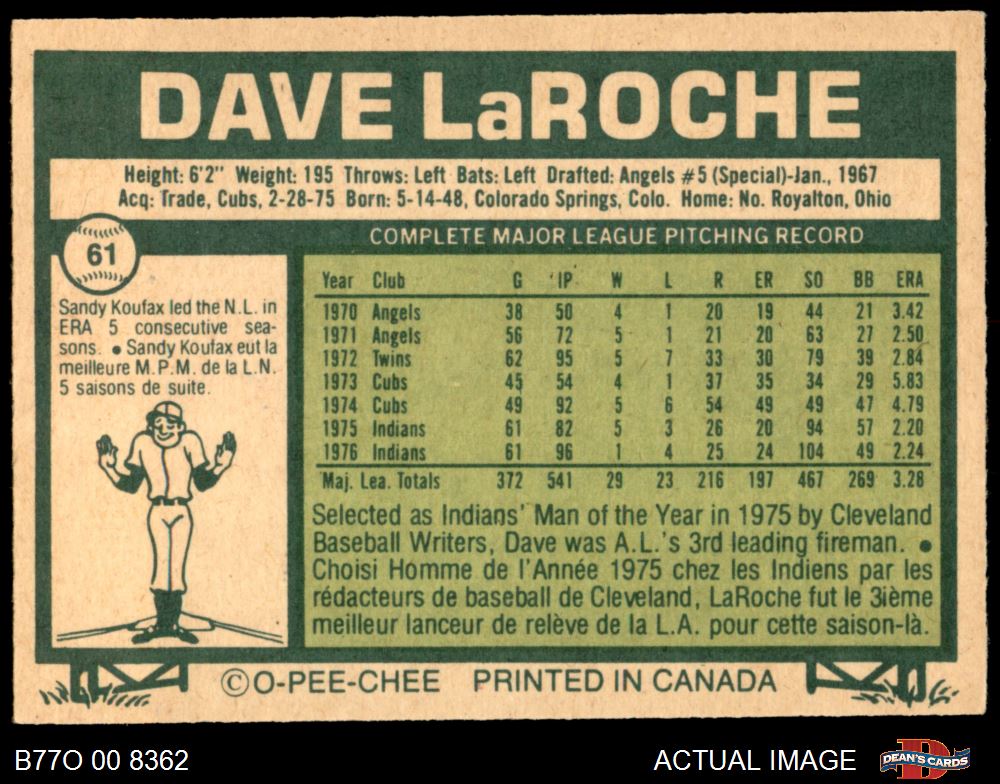 DAVE LaROCHE
Height: 6'2" Weight: 195 Throws: Left Bats: Left Drafted: Angels #5 (Special)-Jan., 1967
Acq: Trade, Cubs, 2-28-75 Born: 5-14-48, Colorado Springs, Colo. Home: No. Royalton, Ohio
61
Sandy Koufax led the N.L. in
ERA 5 consecutive sea-
sons. ● Sandy Koufax eut la
meilleure M.P.M. de la L.N.
5 saisons de suite.
COMPLETE MAJOR LEAGUE PITCHING RECORD
Year Club G IP W L R ER SO BB ERA
1970 Angels 38 50 4 1 20 19 44 21 3.42
1971 Angels 56 72 5 1 21 20 63 27 2.50
1972 Twins 62 95 5 7 33 30 79 39 2.84
1973 Cubs 45 54 4 1 37 35 34 29 5.83
1974 Cubs 49 92 5 6 54 49 49 47 4.79
1975 Indians 61 82 5 3 26 20 94 57 2.20
1976 Indians 61 96 1 4 25 24 104 49 2.24
Maj. Lea. Totals 372 541 29 23 216 197 467 269 3.28
Selected as Indians' Man of the Year in 1975 by Cleveland
Baseball Writers, Dave was A.L.'s 3rd leading fireman. ●
Choisi Homme de l'Année 1975 chez les Indiens par les
rédacteurs de baseball de Cleveland, LaRoche fut le 3ième
meilleur lanceur de relève de la L.A. pour cette saison-là.
©O-PEE-CHEE PRINTED IN CANADA
B77O 00 8362
ACTUAL IMAGE
DEAN'S CARDS